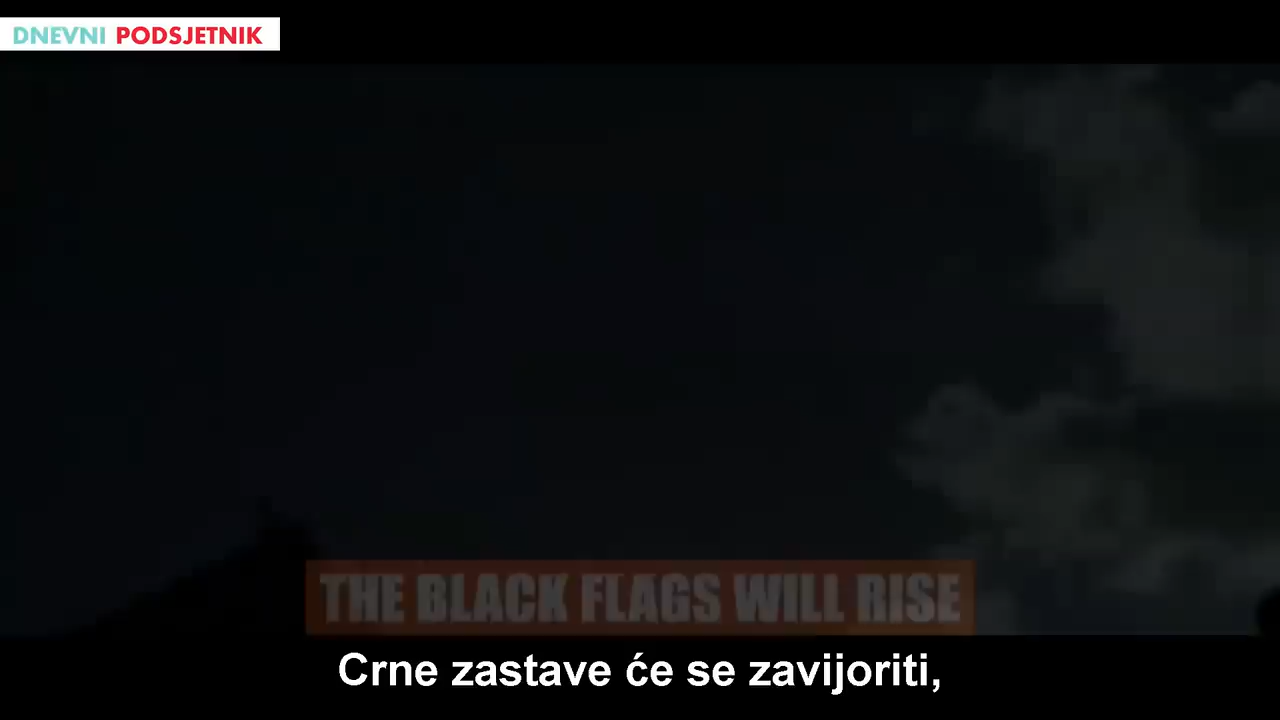 DNEVNI PODSJETNIK
THE BLACK FLAGS WILL RISE
Crne zastave će se zavijoriti,